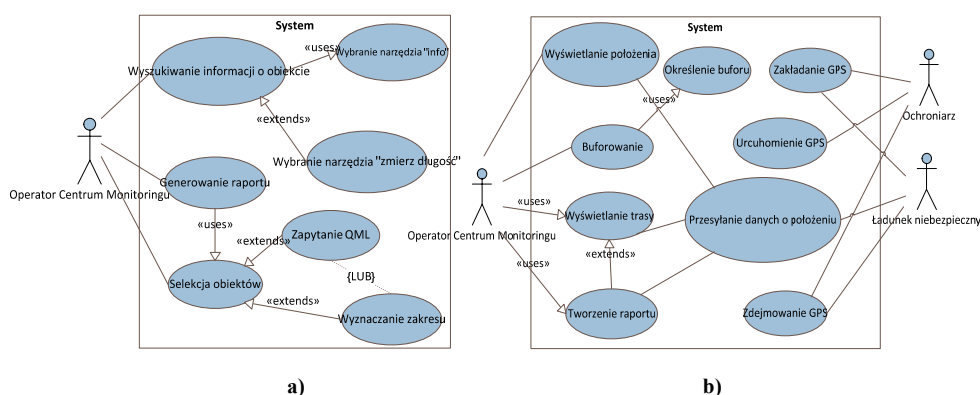 System
«uses»
Wybranie narzędzia "info"
Wyszukiwanie informacji o obiekcie
«extends»
Wybranie narzędzia "zmierz długość"
Operator Centrum Monitoringu
Generowanie raportu
«uses»
Zapytanie QML
«extends»
{LUB}
Selekcja obiektów
«extends»
Wyznaczanie zakresu
a)
System
Wyświetlanie położenia
Określenie buforu
Zakładanie GPS
«uses»
Ochroniarz
Buforowanie
Urcuhomienie GPS
Operator Centrum Monitoringu
«uses»
Wyświetlanie trasy
Przesyłanie danych o położeniu
Ładunek niebezpieczny
«uses»
«extends»
Tworzenie raportu
Zdejmowanie GPS
b)